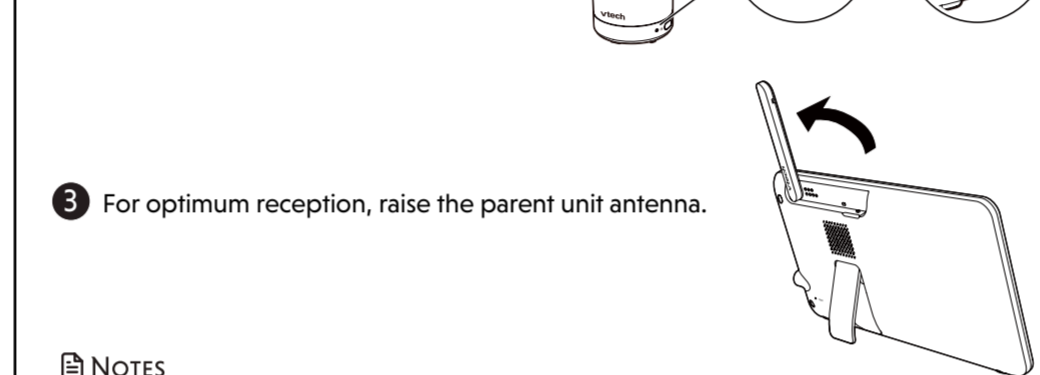 vtech
3 For optimum reception, raise the parent unit antenna.
NOTES